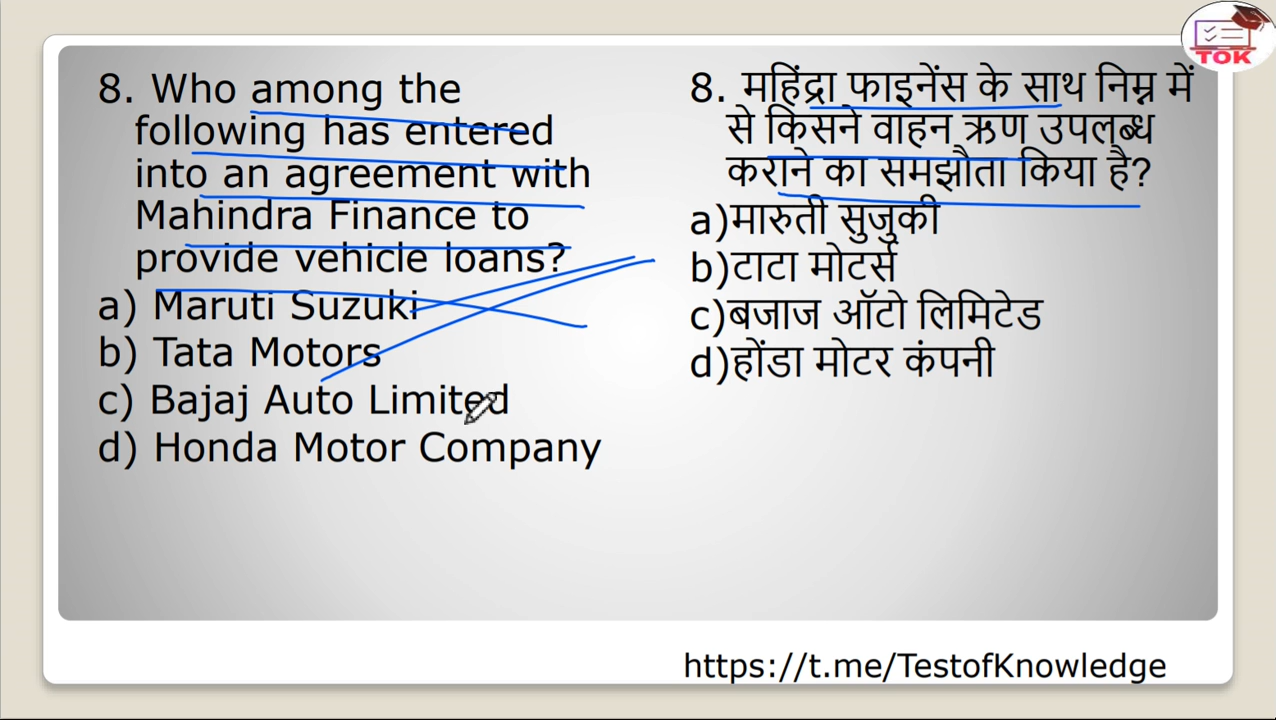 TOK
8. Who among the
following has entered
into an agreement with
Mahindra Finance to
provide vehicle loans?
a) Maruti Suzuki
b) Tata Motors
c) Bajaj Auto Limited
d) Honda Motor Company
8. महिंद्रा फाइनेंस के साथ निम्न में
से किसने वाहन ऋण उपलब्ध
कराने का समझौता किया है?
a)मारुती सुजुकी
b)टाटा मोटर्स
c)बजाज ऑटो लिमिटेड
d)होंडा मोटर कंपनी
https://t.me/TestofKnowledge